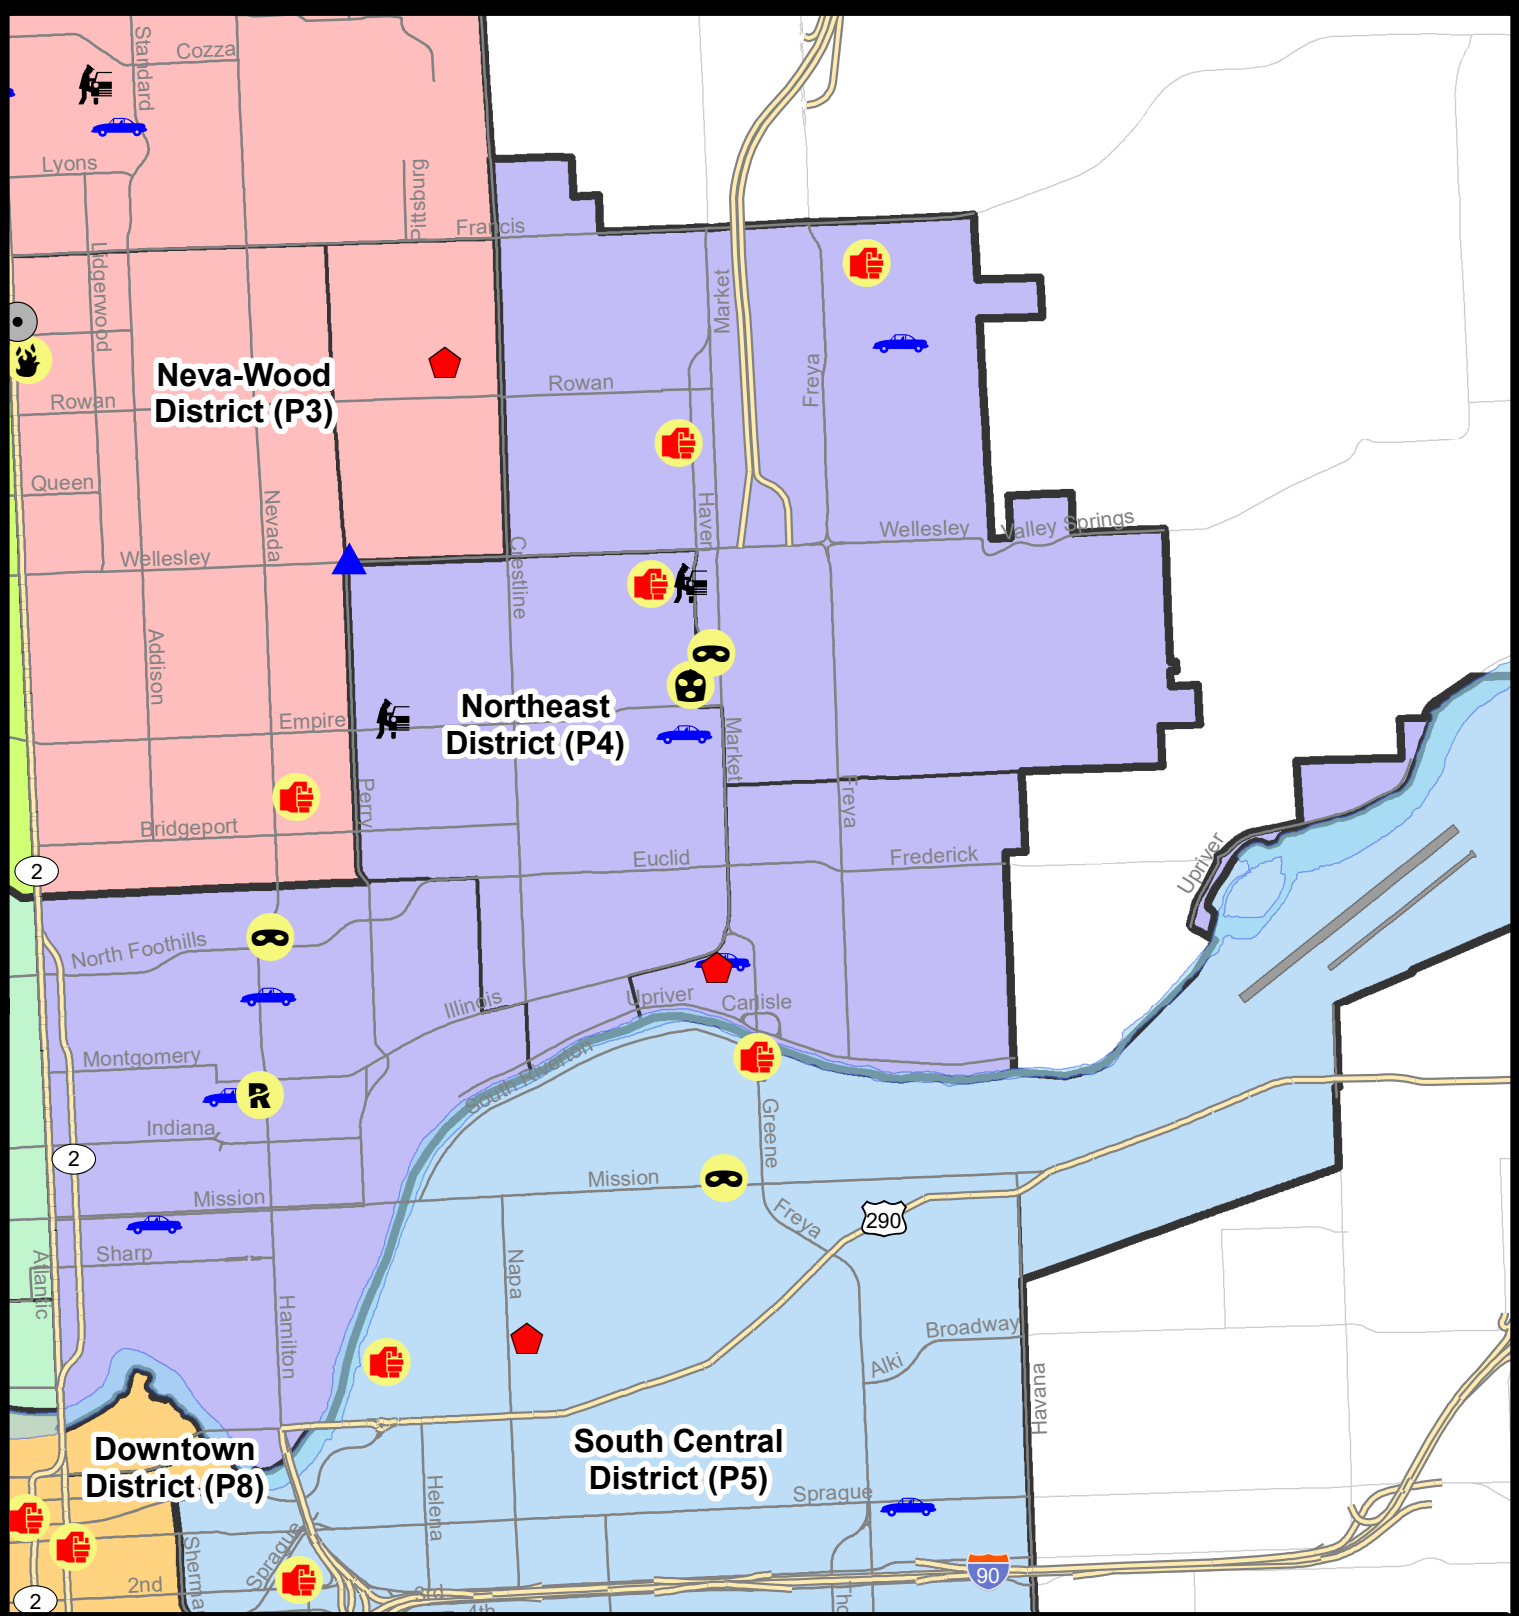 Standard
Cozza
Lyons
Pittsburg
Francis
Lidgerwood
Market
Neva-Wood
District (P3)
Freya
Rowan
Rowan
Queen
Nevada
Haven
Wellesley
Valley Springs
Wellesley
Crestline
Addison
Northeast
District (P4)
Empire
Market
Perry
Freya
Bridgeport
Euclid
Frederick
Upriver
2
North Foothills
Illinois
Upriver
Carlisle
Montgomery
South Riverton
Greene
Indiana
2
Mission
Mission
Freya
290
Sharp
Atlantic
Napa
Hamilton
Broadway
Alki
Havana
Downtown
District (P8)
South Central
District (P5)
Helena
Sprague
Sprague
Sherman
2nd
3rd
4th
90
2